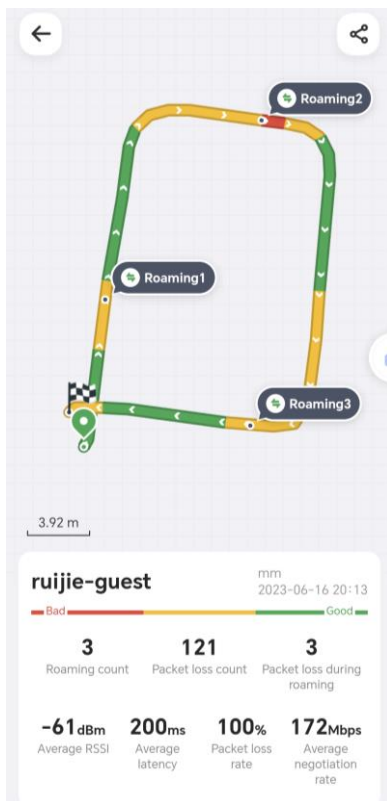 Roaming2
Roaming1
Roaming3
3.92 m
ruijie-guest
mm
2023-06-16 20:13
Bad
Good
3
121
3
Roaming count
Packet loss count
Packet loss during
roaming
-61dBm
200ms
100%
172Mbps
Average RSSI
Average
latency
Packet loss
rate
Average
negotiation
rate